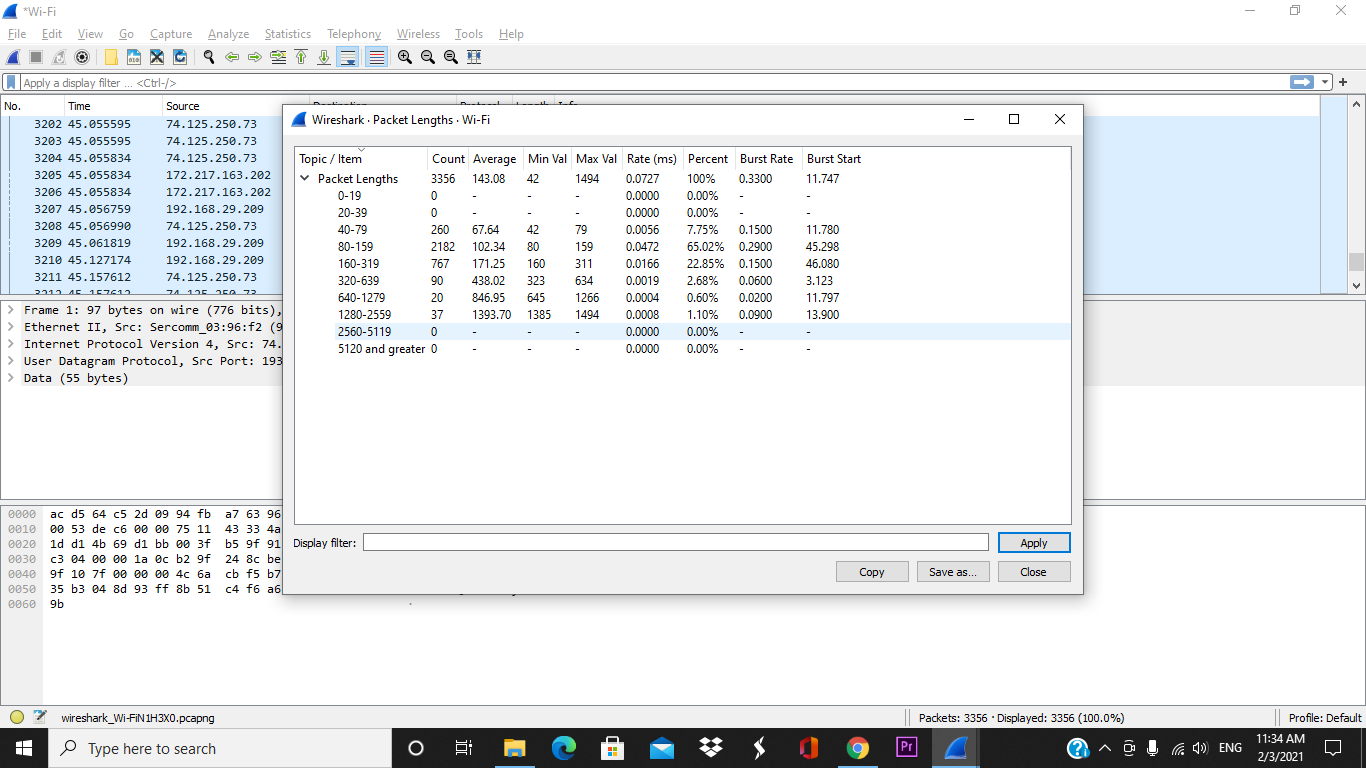 *Wi-Fi
File Edit View Go Capture Analyze Statistics Telephony Wireless Tools Help
Apply a display filter ... <Ctrl-/>
No. Time Source
3202 45.055595 74.125.250.73
3203 45.055595 74.125.250.73
3204 45.055834 74.125.250.73
3205 45.055834 172.217.163.202
3206 45.055834 172.217.163.202
3207 45.056759 192.168.29.209
3208 45.056990 74.125.250.73
3209 45.061819 192.168.29.209
3210 45.127174 192.168.29.209
3211 45.157612 74.125.250.73
3212 45.157612 74.125.250.73
Wireshark · Packet Lengths · Wi-Fi
Topic / Item Count Average Min Val Max Val Rate (ms) Percent Burst Rate Burst Start
Packet Lengths 3356 143.08 42 1494 0.0727 100% 0.3300 11.747
0-19 0 - - - 0.0000 0.00% - -
20-39 0 - - - 0.0000 0.00% - -
40-79 260 67.64 42 79 0.0056 7.75% 0.1500 11.780
80-159 2182 102.34 80 159 0.0472 65.02% 0.2900 45.298
160-319 767 171.25 160 311 0.0166 22.85% 0.1500 46.080
320-639 90 438.02 323 634 0.0019 2.68% 0.0600 3.123
640-1279 20 846.95 645 1266 0.0004 0.60% 0.0200 11.797
1280-2559 37 1393.70 1385 1494 0.0008 1.10% 0.0900 13.900
2560-5119 0 - - - 0.0000 0.00% - -
5120 and greater 0 - - - 0.0000 0.00% - -
Display filter: Apply
Copy Save as... Close
Frame 1: 97 bytes on wire (776 bits),
Ethernet II, Src: Sercomm_03:96:f2 (9
Internet Protocol Version 4, Src: 74.
User Datagram Protocol, Src Port: 193
Data (55 bytes)
0000 ac d5 64 c5 2d 09 94 fb a7 63 96
0010 00 53 de c6 00 00 75 11 43 33 4a
0020 1d d1 4b 69 d1 bb 00 3f b5 9f 91
0030 c3 04 00 00 1a 0c b2 9f 24 8c be
0040 9f 10 7f 00 00 00 4c 6a cb f5 b7
0050 35 b3 04 8d 93 ff 8b 51 c4 f6 a6
0060 9b
wireshark_Wi-FiN1H3X0.pcapng
Packets: 3356 · Displayed: 3356 (100.0%)
Profile: Default
Type here to search
Pr
ENG
11:34 AM
2/3/2021